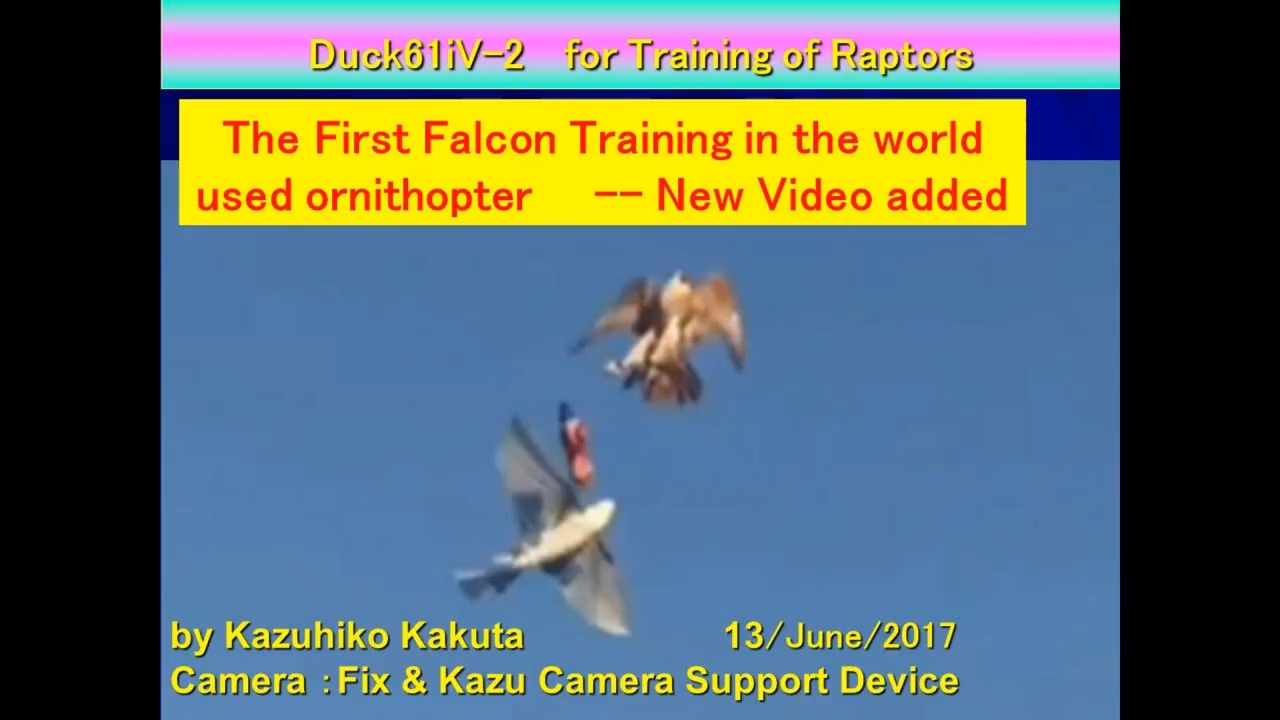 Duck61iV-2 for Training of Raptors
The First Falcon Training in the world
used ornithopter -- New Video added
by Kazuhiko Kakuta 13/June/2017
Camera :Fix & Kazu Camera Support Device